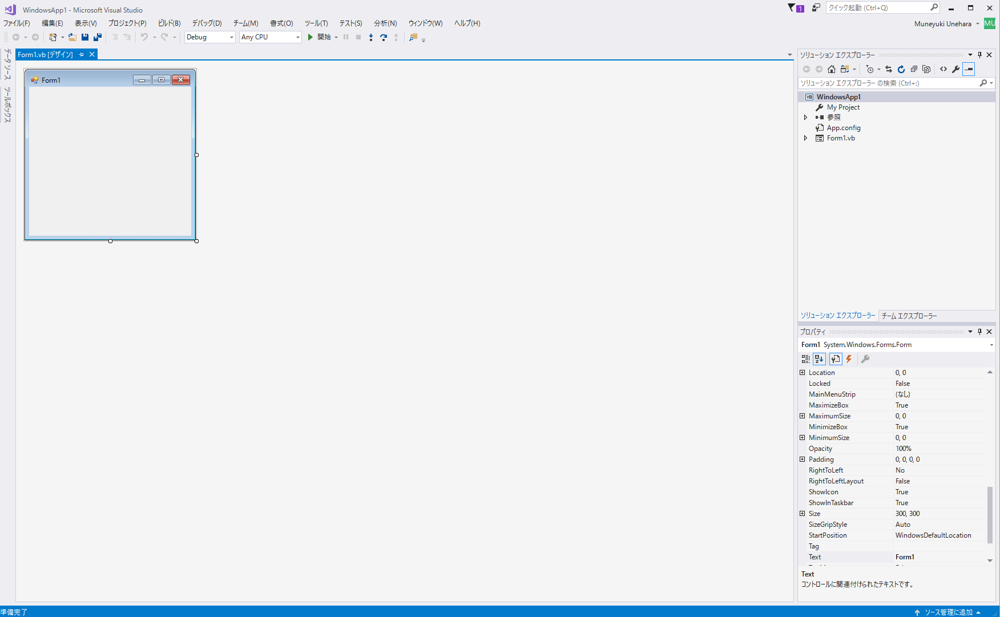 WindowsApp1 - Microsoft Visual Studio
1
クイック起動 (Ctrl+Q)
ファイル(F) 編集(E) 表示(V) プロジェクト(P) ビルド(B) デバッグ(D) チーム(M) 書式(O) ツール(T) テスト(S) 分析(N) ウィンドウ(W) ヘルプ(H)
Muneyuki Unehara MU
Debug Any CPU 開始
データ ソース
ツールボックス
Form1.vb [デザイン]
Form1
ソリューション エクスプローラー
ソリューション エクスプローラー の検索 (Ctrl+:)
VB WindowsApp1
My Project
参照
App.config
Form1.vb
ソリューション エクスプローラー チーム エクスプローラー
プロパティ
Form1 System.Windows.Forms.Form
Location 0, 0
Locked False
MainMenuStrip (なし)
MaximizeBox True
MaximumSize 0, 0
MinimizeBox True
MinimumSize 0, 0
Opacity 100%
Padding 0, 0, 0, 0
RightToLeft No
RightToLeftLayout False
ShowIcon True
ShowInTaskbar True
Size 300, 300
SizeGripStyle Auto
StartPosition WindowsDefaultLocation
Tag
Text Form1
Text
コントロールに関連付けられたテキストです。
準備完了
ソース管理に追加